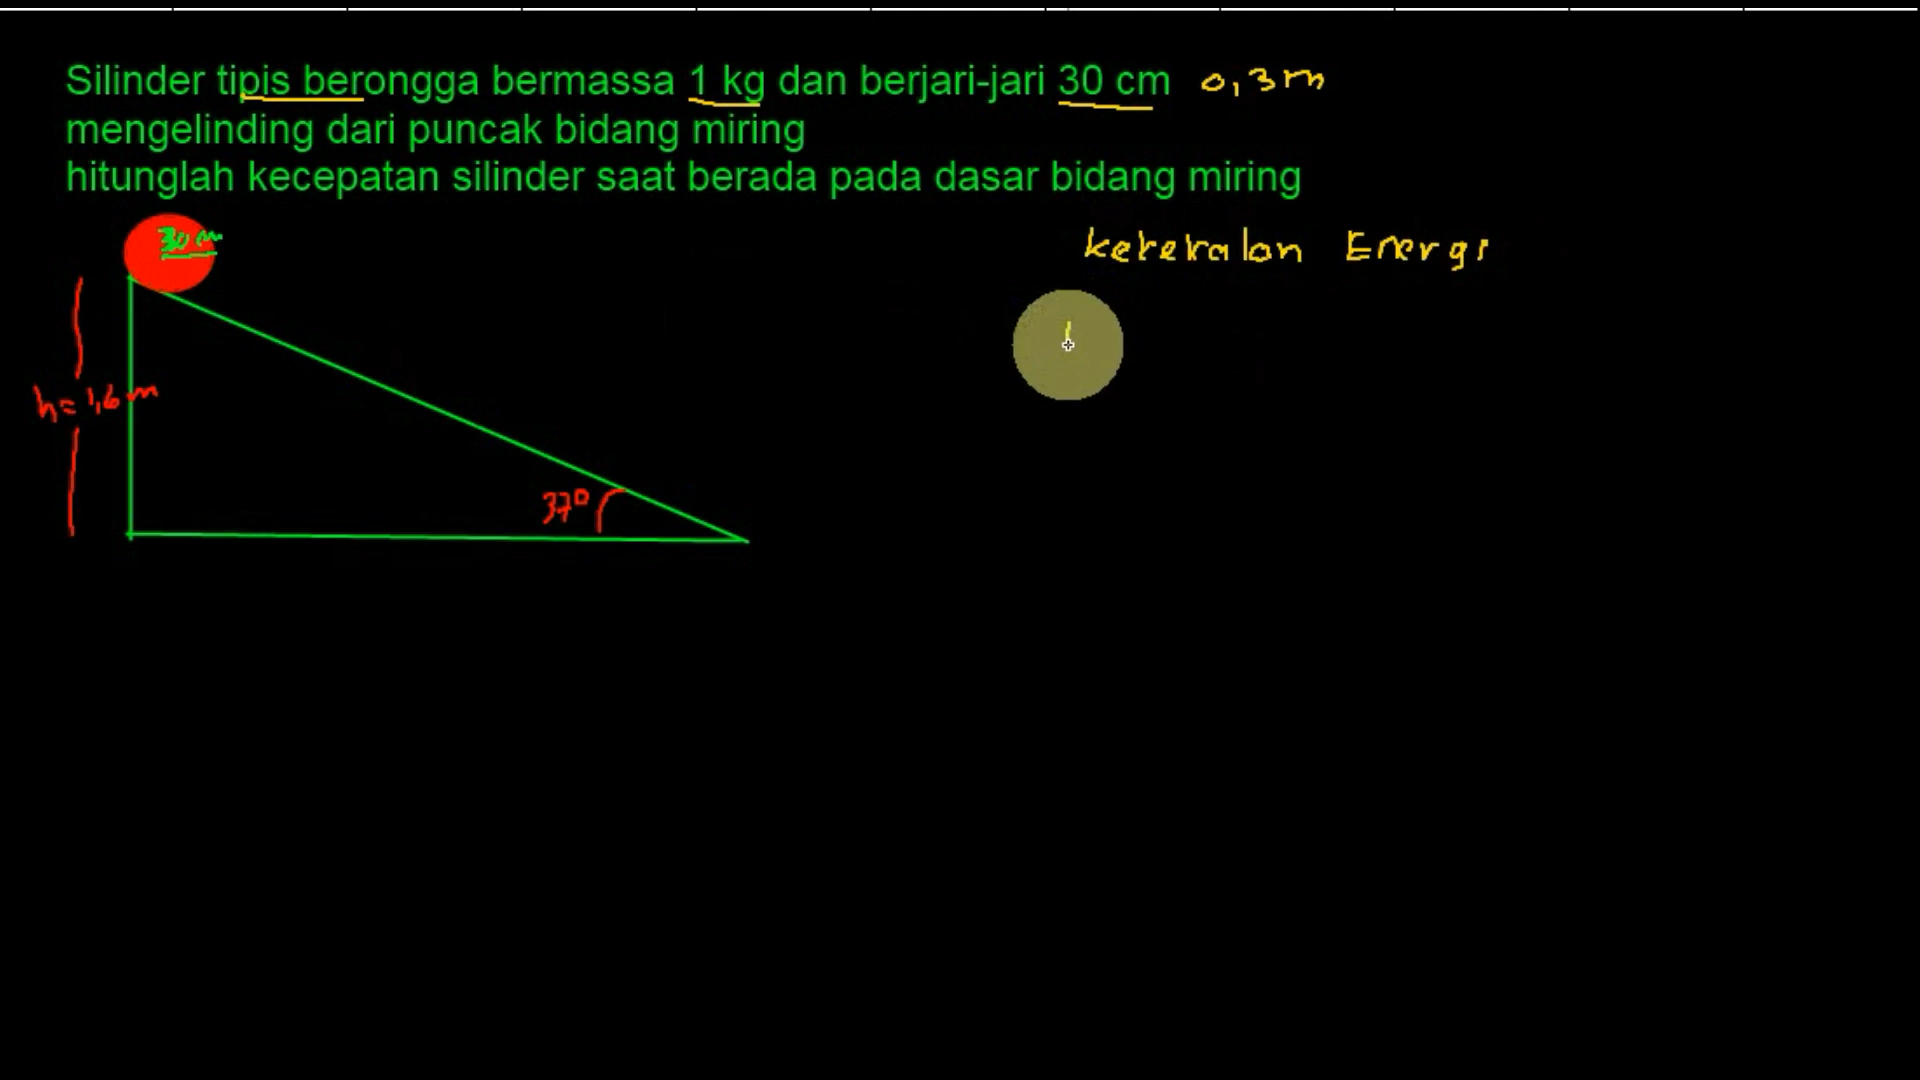 Silinder tipis berongga bermassa 1 kg dan berjari-jari 30 cm 0,3 m
mengelinding dari puncak bidang miring
hitunglah kecepatan silinder saat berada pada dasar bidang miring
30 cm
kekekalan Energi
h = 1,6 m
37°